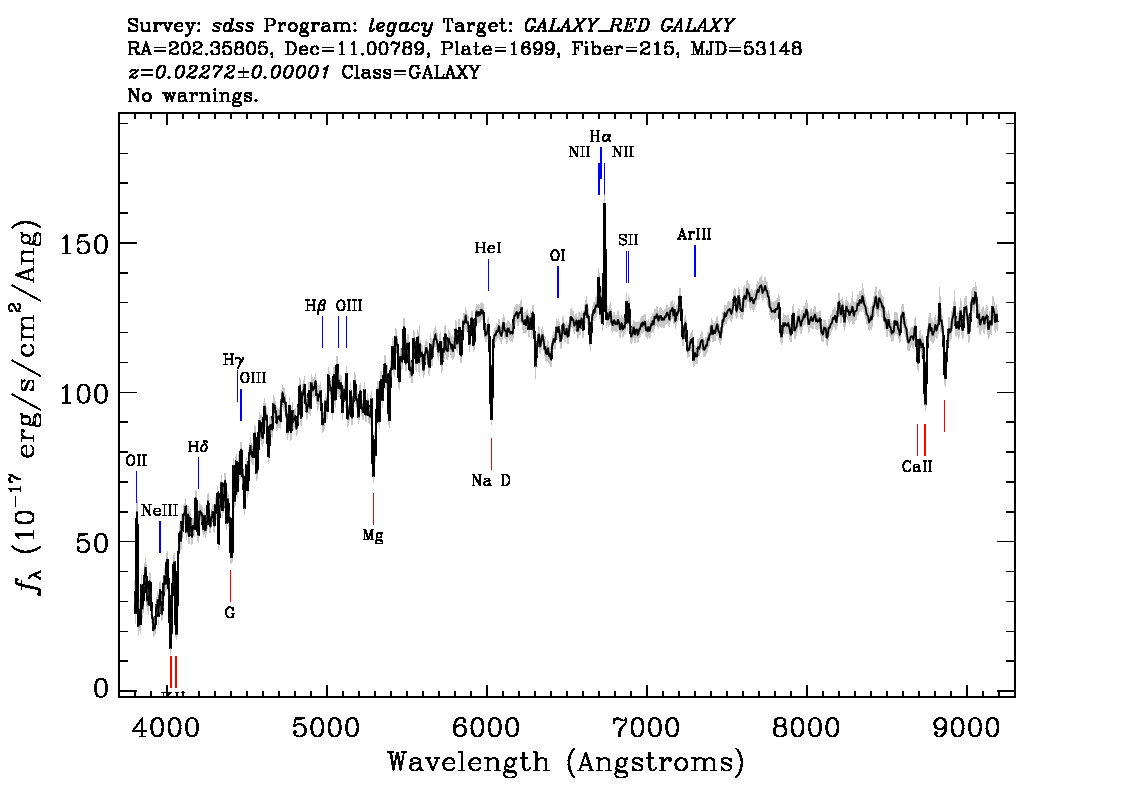 Survey: sdss Program: legacy Target: GALAXY_RED GALAXY
RA=202.35805, Dec=11.00789, Plate=1699, Fiber=215, MJD=53148
z=0.02272±0.00001 Class=GALAXY
No warnings.
Hα
NII NII
HeI OI SII ArIII
Hβ OIII
Hγ
OIII
Hδ
OII
NeIII
G
Mg
Na D
CaII
0
50
100
150
f_λ (10^−17 erg/s/cm^2/Ang)
4000 5000 6000 7000 8000 9000
Wavelength (Angstroms)